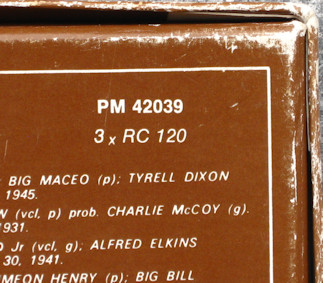 PM 42039
3 x RC 120
BIG MACEO (p); TYRELL DIXON
1945.
(vcl, p) prob. CHARLIE McCOY (g).
1931.
Jr (vcl, g); ALFRED ELKINS
30, 1941.
SIMEON HENRY (p); BIG BILL